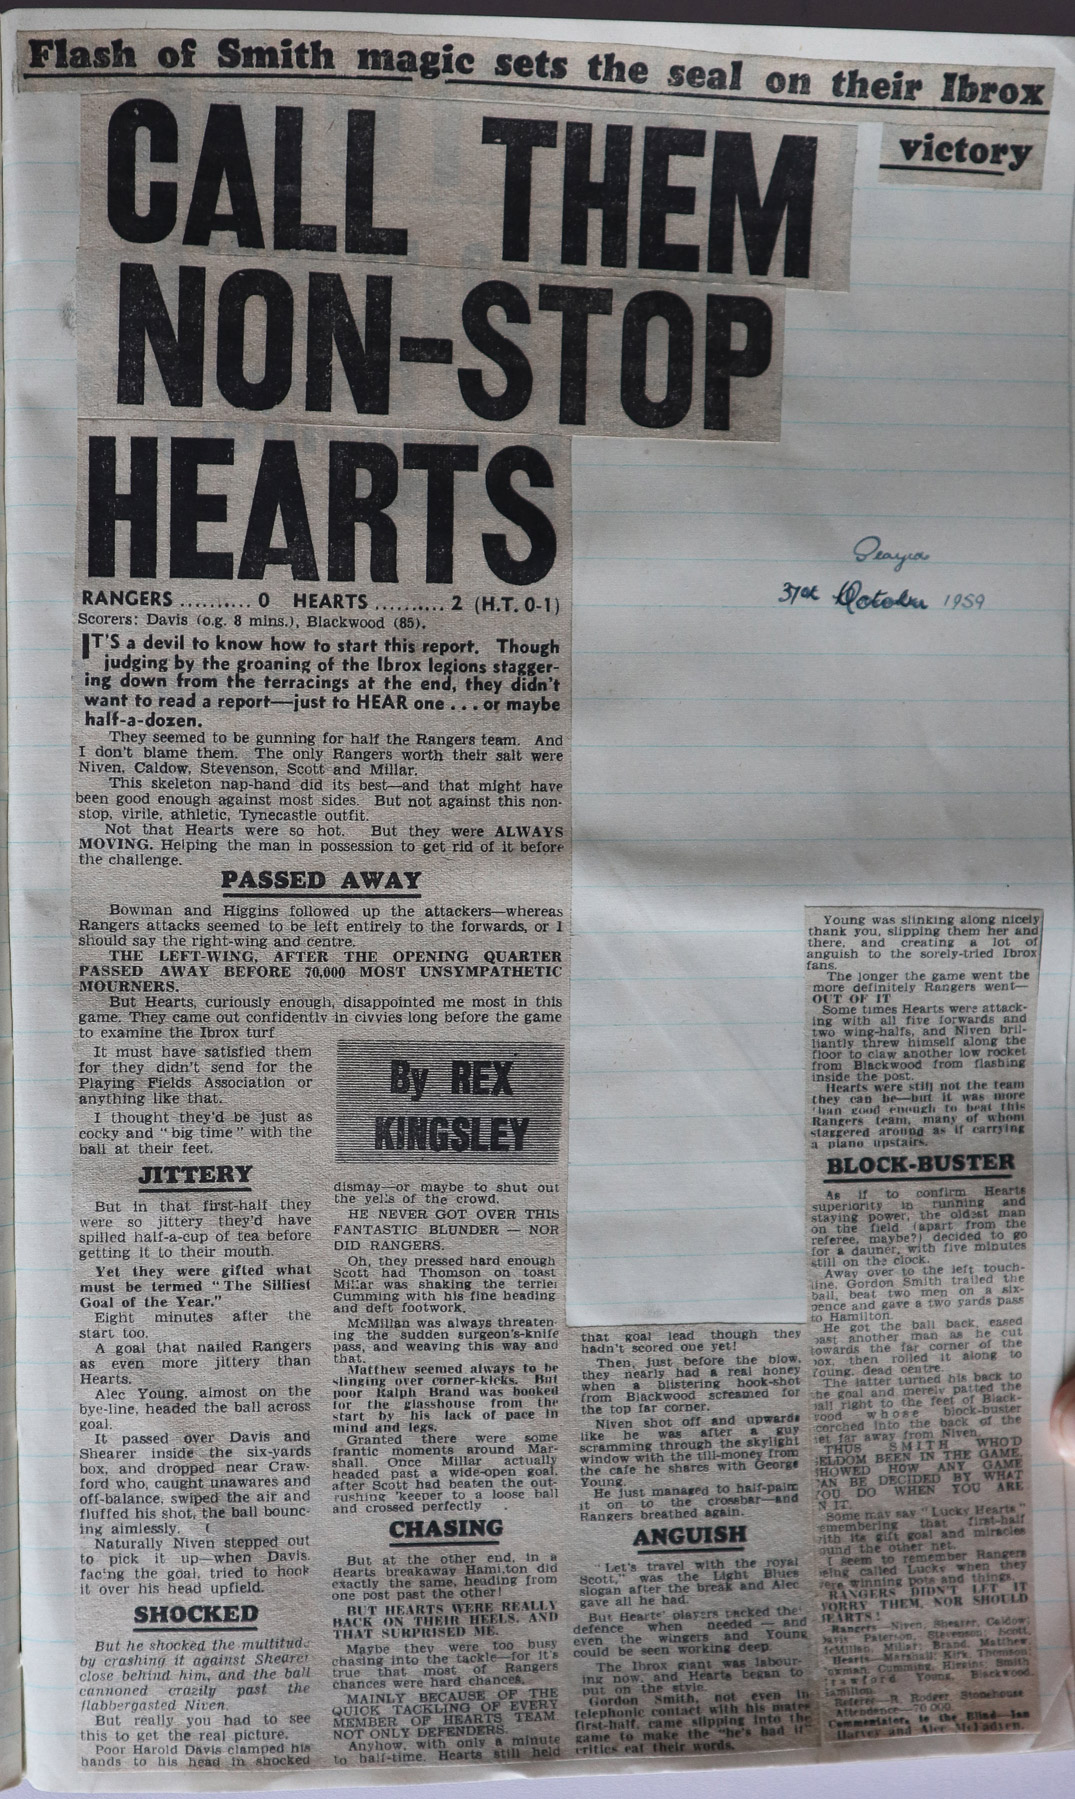 Flash of Smith magic sets the seal on their Ibrox
victory
CALL THEM
NON-STOP
HEARTS
31st October 1959
RANGERS .......... 0 HEARTS .......... 2 (H.T. 0-1)
Scorers: Davis (o.g. 8 mins.), Blackwood (85).
IT'S a devil to know how to start this report. Though
judging by the groaning of the Ibrox legions stagger-
ing down from the terracings at the end, they didn't
want to read a report—just to HEAR one . . . or maybe
half-a-dozen.
They seemed to be gunning for half the Rangers team. And
I don't blame them. The only Rangers worth their salt were
Niven, Caldow, Stevenson, Scott and Millar.
This skeleton nap-hand did its best—and that might have
been good enough against most sides. But not against this non-
stop, virile, athletic, Tynecastle outfit.
Not that Hearts were so hot. But they were ALWAYS
MOVING. Helping the man in possession to get rid of it before
the challenge.
PASSED AWAY
Bowman and Higgins followed up the attackers—whereas
Rangers attacks seemed to be left entirely to the forwards, or I
should say the right-wing and centre.
THE LEFT-WING, AFTER THE OPENING QUARTER
PASSED AWAY BEFORE 70,000 MOST UNSYMPATHETIC
MOURNERS.
But Hearts, curiously enough, disappointed me most in this
game. They came out confidently in civvies long before the game
to examine the Ibrox turf
It must have satisfied them
for they didn't send for the
Playing Fields Association or
anything like that.
I thought they'd be just as
cocky and "big time" with the
ball at their feet.
JITTERY
But in that first-half they
were so jittery they'd have
spilled half-a-cup of tea before
getting it to their mouth.
Yet they were gifted what
must be termed "The Silliest
Goal of the Year."
Eight minutes after the
start too.
A goal that nailed Rangers
as even more jittery than
Hearts.
Alec Young, almost on the
bye-line, headed the ball across
goal.
It passed over Davis and
Shearer inside the six-yards
box, and dropped near Craw-
ford who, caught unawares and
off-balance, swiped the air and
fluffed his shot, the ball bounc-
ing aimlessly.
Naturally Niven stepped out
to pick it up—when Davis,
facing the goal, tried to hook
it over his head upfield.
SHOCKED
But he shocked the multitude
by crashing it against Shearer
close behind him, and the ball
cannoned crazily past the
flabbergasted Niven.
But really you had to see
this to get the real picture.
Poor Harold Davis clamped his
hands to his head in shocked
By REX
KINGSLEY
dismay—or maybe to shut out
the yells of the crowd.
HE NEVER GOT OVER THIS
FANTASTIC BLUNDER — NOR
DID RANGERS.
Oh, they pressed hard enough
Scott had Thomson on toast
Millar was shaking the terrier
Cumming with his fine heading
and deft footwork.
McMillan was always threaten-
ing the sudden surgeon's-knife
pass, and weaving this way and
that.
Matthew seemed always to be
slinging over corner-kicks. But
poor Ralph Brand was booked
for the glasshouse from the
start by his lack of pace in
mind and legs.
Granted there were some
frantic moments around Mar-
shall. Once Millar actually
headed past a wide-open goal,
after Scott had beaten the out-
rushing 'keeper to a loose ball
and crossed perfectly
CHASING
But at the other end, in a
Hearts breakaway Hamilton did
exactly the same, heading from
one post past the other!
BUT HEARTS WERE REALLY
BACK ON THEIR HEELS. AND
THAT SURPRISED ME.
Maybe they were too busy
chasing into the tackle—for it's
true that most of Rangers
chances were hard chances,
MAINLY BECAUSE OF THE
QUICK TACKLING OF EVERY
MEMBER OF HEARTS TEAM
NOT ONLY DEFENDERS.
Anyhow, with only a minute
to half-time, Hearts still held
that goal lead though they
hadn't scored one yet!
Then, just before the blow,
they nearly had a real honey
when a blistering hook-shot
from Blackwood screamed for
the top far corner.
Niven shot off and upwards
like he was after a guy
scramming through the skylight
window with the till-money from
the cafe he shares with George
Young.
He just managed to half-palm
it on to the crossbar—and
Rangers breathed again.
ANGUISH
"Let's travel with the royal
Scott," was the Light Blues
slogan after the break and Alec
gave all he had.
But Hearts' players packed the
defence when needed — and
even the wingers and Young
could be seen working deep.
The Ibrox giant was labour-
ing now, and Hearts began to
put on the style.
Gordon Smith, not even in
telephonic contact with his mates
first-half, came slipping into the
game to make the "he's had it"
critics eat their words.
Young was slinking along nicely
thank you, slipping them her and
there, and creating a lot of
anguish to the sorely-tried Ibrox
fans.
The longer the game went the
more definitely Rangers went—
OUT OF IT
Some times Hearts were attack-
ing with all five forwards and
two wing-halfs, and Niven bril-
liantly threw himself along the
floor to claw another low rocket
from Blackwood from flashing
inside the post.
Hearts were still not the team
they can be—but it was more
than good enough to beat this
Rangers team, many of whom
staggered around as if carrying
a piano upstairs.
BLOCK-BUSTER
As if to confirm Hearts
superiority in running and
staying power, the oldest man
on the field (apart from the
referee, maybe?) decided to go
for a dauner, with five minutes
still on the clock.
Away over to the left touch-
line, Gordon Smith trailed the
ball, beat two men on a six-
pence and gave a two yards pass
to Hamilton.
He got the ball back, eased
past another man as he cut
towards the far corner of the
box, then rolled it along to
Young, dead centre.
The latter turned his back to
the goal and merely patted the
ball right to the feet of Black-
wood whose block-buster
torched into the back of the
net far away from Niven.
THUS SMITH WHO'D
SELDOM BEEN IN THE GAME,
SHOWED HOW ANY GAME
CAN BE DECIDED BY WHAT
YOU DO WHEN YOU ARE
IN IT.
Some may say "Lucky Hearts"
remembering that first-half
with its gift goal and miracles
around the other net.
I seem to remember Rangers
being called Lucky when they
were winning pots and things.
RANGERS DIDN'T LET IT
WORRY THEM, NOR SHOULD
HEARTS!
Rangers—Niven, Shearer, Caldow;
Davis, Paterson, Stevenson; Scott,
McMillan, Millar, Brand, Matthew.
Hearts—Marshall; Kirk, Thomson;
Bowman, Cumming, Higgins; Smith
Crawford, Young, Blackwood,
Hamilton.
Referee—R. Rodger, Stonehouse
Attendance—70,000.
Commentators, to the Blind—Ian
Harvey and Alec McFadyen.